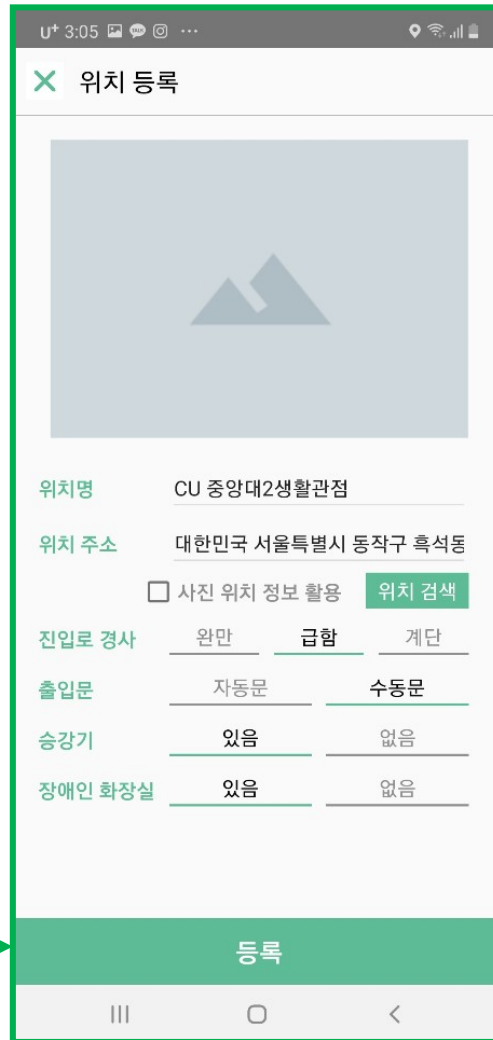 U⁺ 3:05
위치 등록
위치명 CU 중앙대2생활관점
위치 주소 대한민국 서울특별시 동작구 흑석동
사진 위치 정보 활용 위치 검색
진입로 경사 완만 급함 계단
출입문 자동문 수동문
승강기 있음 없음
장애인 화장실 있음 없음
등록